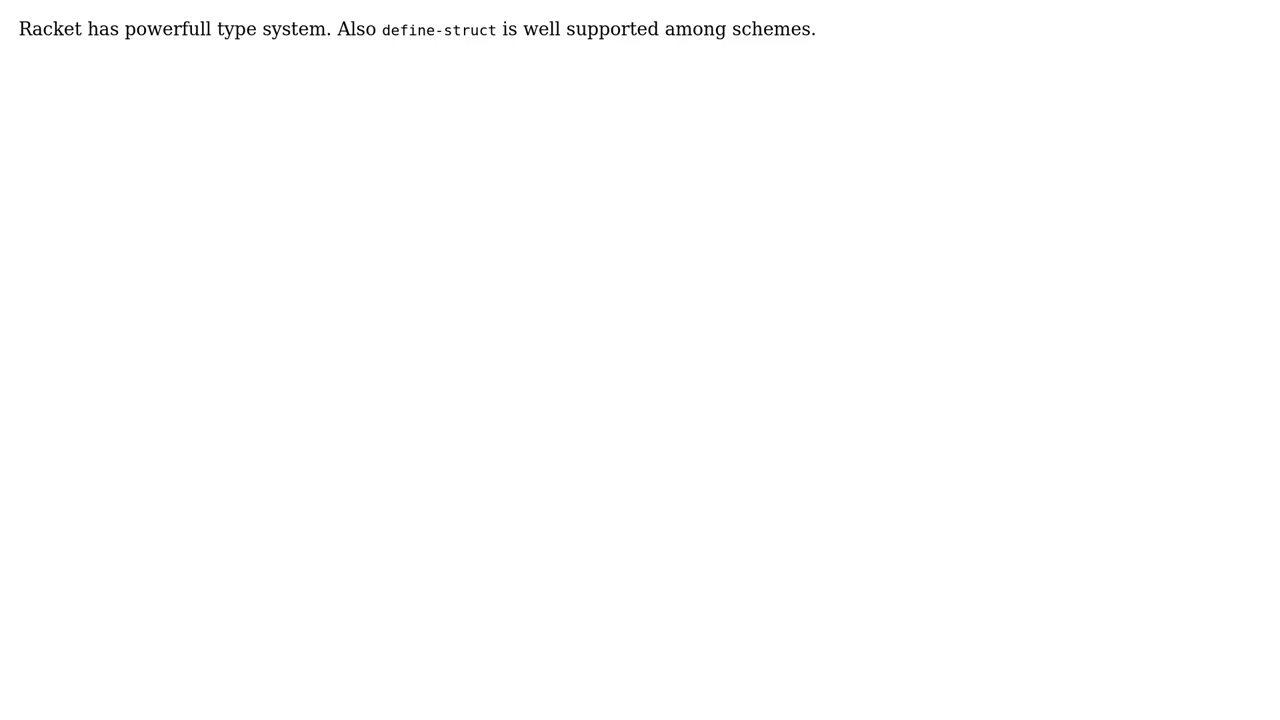 Racket has powerfull type system. Also define-struct is well supported among schemes.